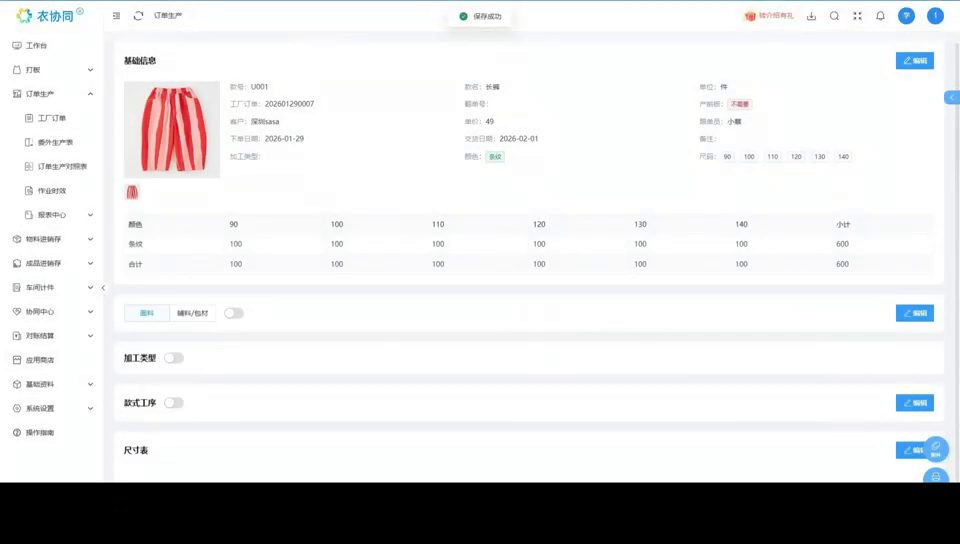 衣协同
订单生产
保存成功
转介绍有礼
工作台
打板
订单生产
工厂订单
委外生产表
订单生产对照表
作业时效
报表中心
物料进销存
成品进销存
车间计件
协同中心
对账结算
应用商店
基础资料
系统设置
操作指南
基础信息
编辑
款号: U001
款名: 长裤
单位: 件
工厂订单: 202601290007
翻单号:
产前板: 不需要
客户: 深圳sasa
单价: 49
跟单员: 小顺
下单日期: 2026-01-29
交货日期: 2026-02-01
备注:
加工类型:
颜色: 条纹
尺码: 90 100 110 120 130 140
颜色 90 100 110 120 130 140 小计
条纹 100 100 100 100 100 100 600
合计 100 100 100 100 100 100 600
面料 辅料/包材
编辑
加工类型
款式工序
编辑
尺寸表